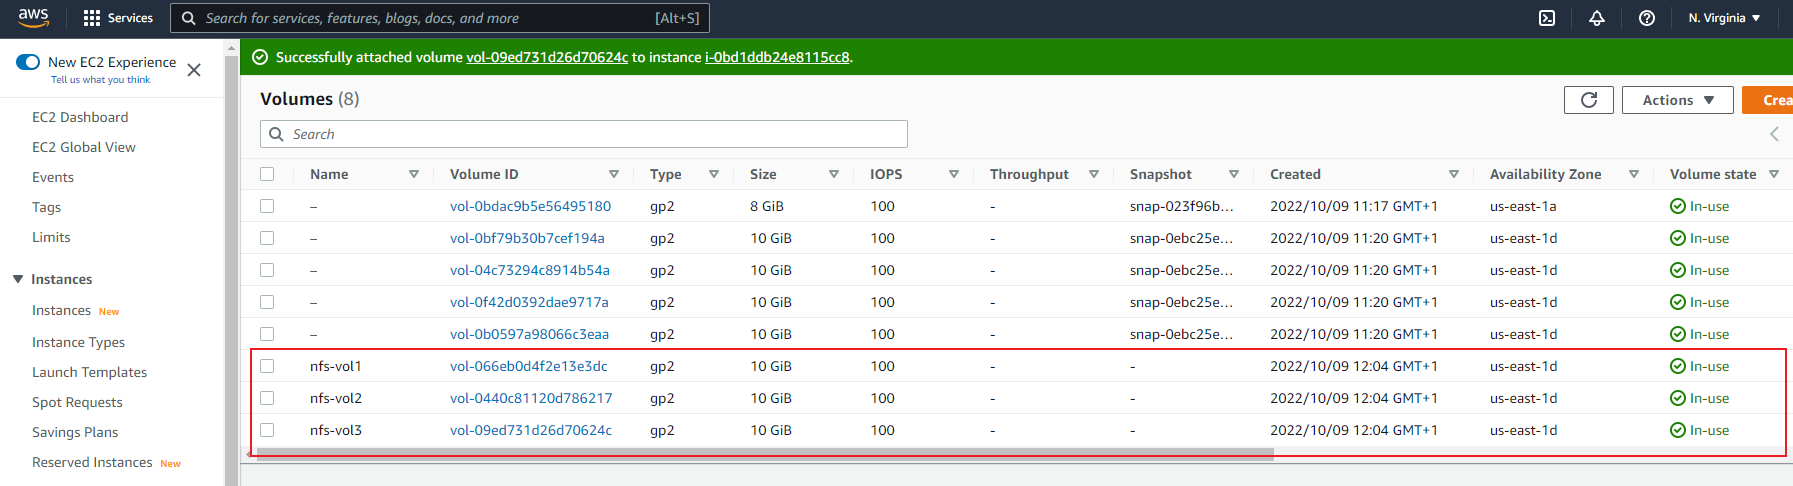 aws Services Search for services, features, blogs, docs, and more [Alt+S] N. Virginia
New EC2 Experience
Tell us what you think
EC2 Dashboard
EC2 Global View
Events
Tags
Limits
Instances
Instances New
Instance Types
Launch Templates
Spot Requests
Savings Plans
Reserved Instances New
Successfully attached volume vol-09ed731d26d70624c to instance i-0bd1ddb24e8115cc8.
Volumes (8) Actions Crea
Search
Name Volume ID Type Size IOPS Throughput Snapshot Created Availability Zone Volume state
– vol-0bdac9b5e56495180 gp2 8 GiB 100 - snap-023f96b... 2022/10/09 11:17 GMT+1 us-east-1a In-use
– vol-0bf79b30b7cef194a gp2 10 GiB 100 - snap-0ebc25e... 2022/10/09 11:20 GMT+1 us-east-1d In-use
– vol-04c73294c8914b54a gp2 10 GiB 100 - snap-0ebc25e... 2022/10/09 11:20 GMT+1 us-east-1d In-use
– vol-0f42d0392dae9717a gp2 10 GiB 100 - snap-0ebc25e... 2022/10/09 11:20 GMT+1 us-east-1d In-use
– vol-0b0597a98066c3eaa gp2 10 GiB 100 - snap-0ebc25e... 2022/10/09 11:20 GMT+1 us-east-1d In-use
nfs-vol1 vol-066eb0d4f2e13e3dc gp2 10 GiB 100 - - 2022/10/09 12:04 GMT+1 us-east-1d In-use
nfs-vol2 vol-0440c81120d786217 gp2 10 GiB 100 - - 2022/10/09 12:04 GMT+1 us-east-1d In-use
nfs-vol3 vol-09ed731d26d70624c gp2 10 GiB 100 - - 2022/10/09 12:04 GMT+1 us-east-1d In-use